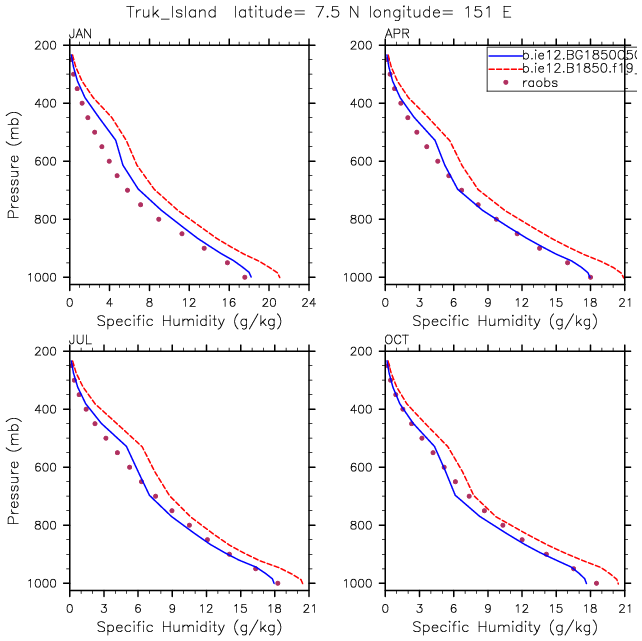 Truk_Island latitude= 7.5 N longitude= 151 E
JAN
200
400
600
800
1000
Pressure (mb)
0 4 8 12 16 20 24
Specific Humidity (g/kg)
APR
b.ie12.BG1850C50
b.ie12.B1850.f19_
raobs
200
400
600
800
1000
0 3 6 9 12 15 18 21
Specific Humidity (g/kg)
JUL
200
400
600
800
1000
Pressure (mb)
0 3 6 9 12 15 18 21
Specific Humidity (g/kg)
OCT
200
400
600
800
1000
0 3 6 9 12 15 18 21
Specific Humidity (g/kg)